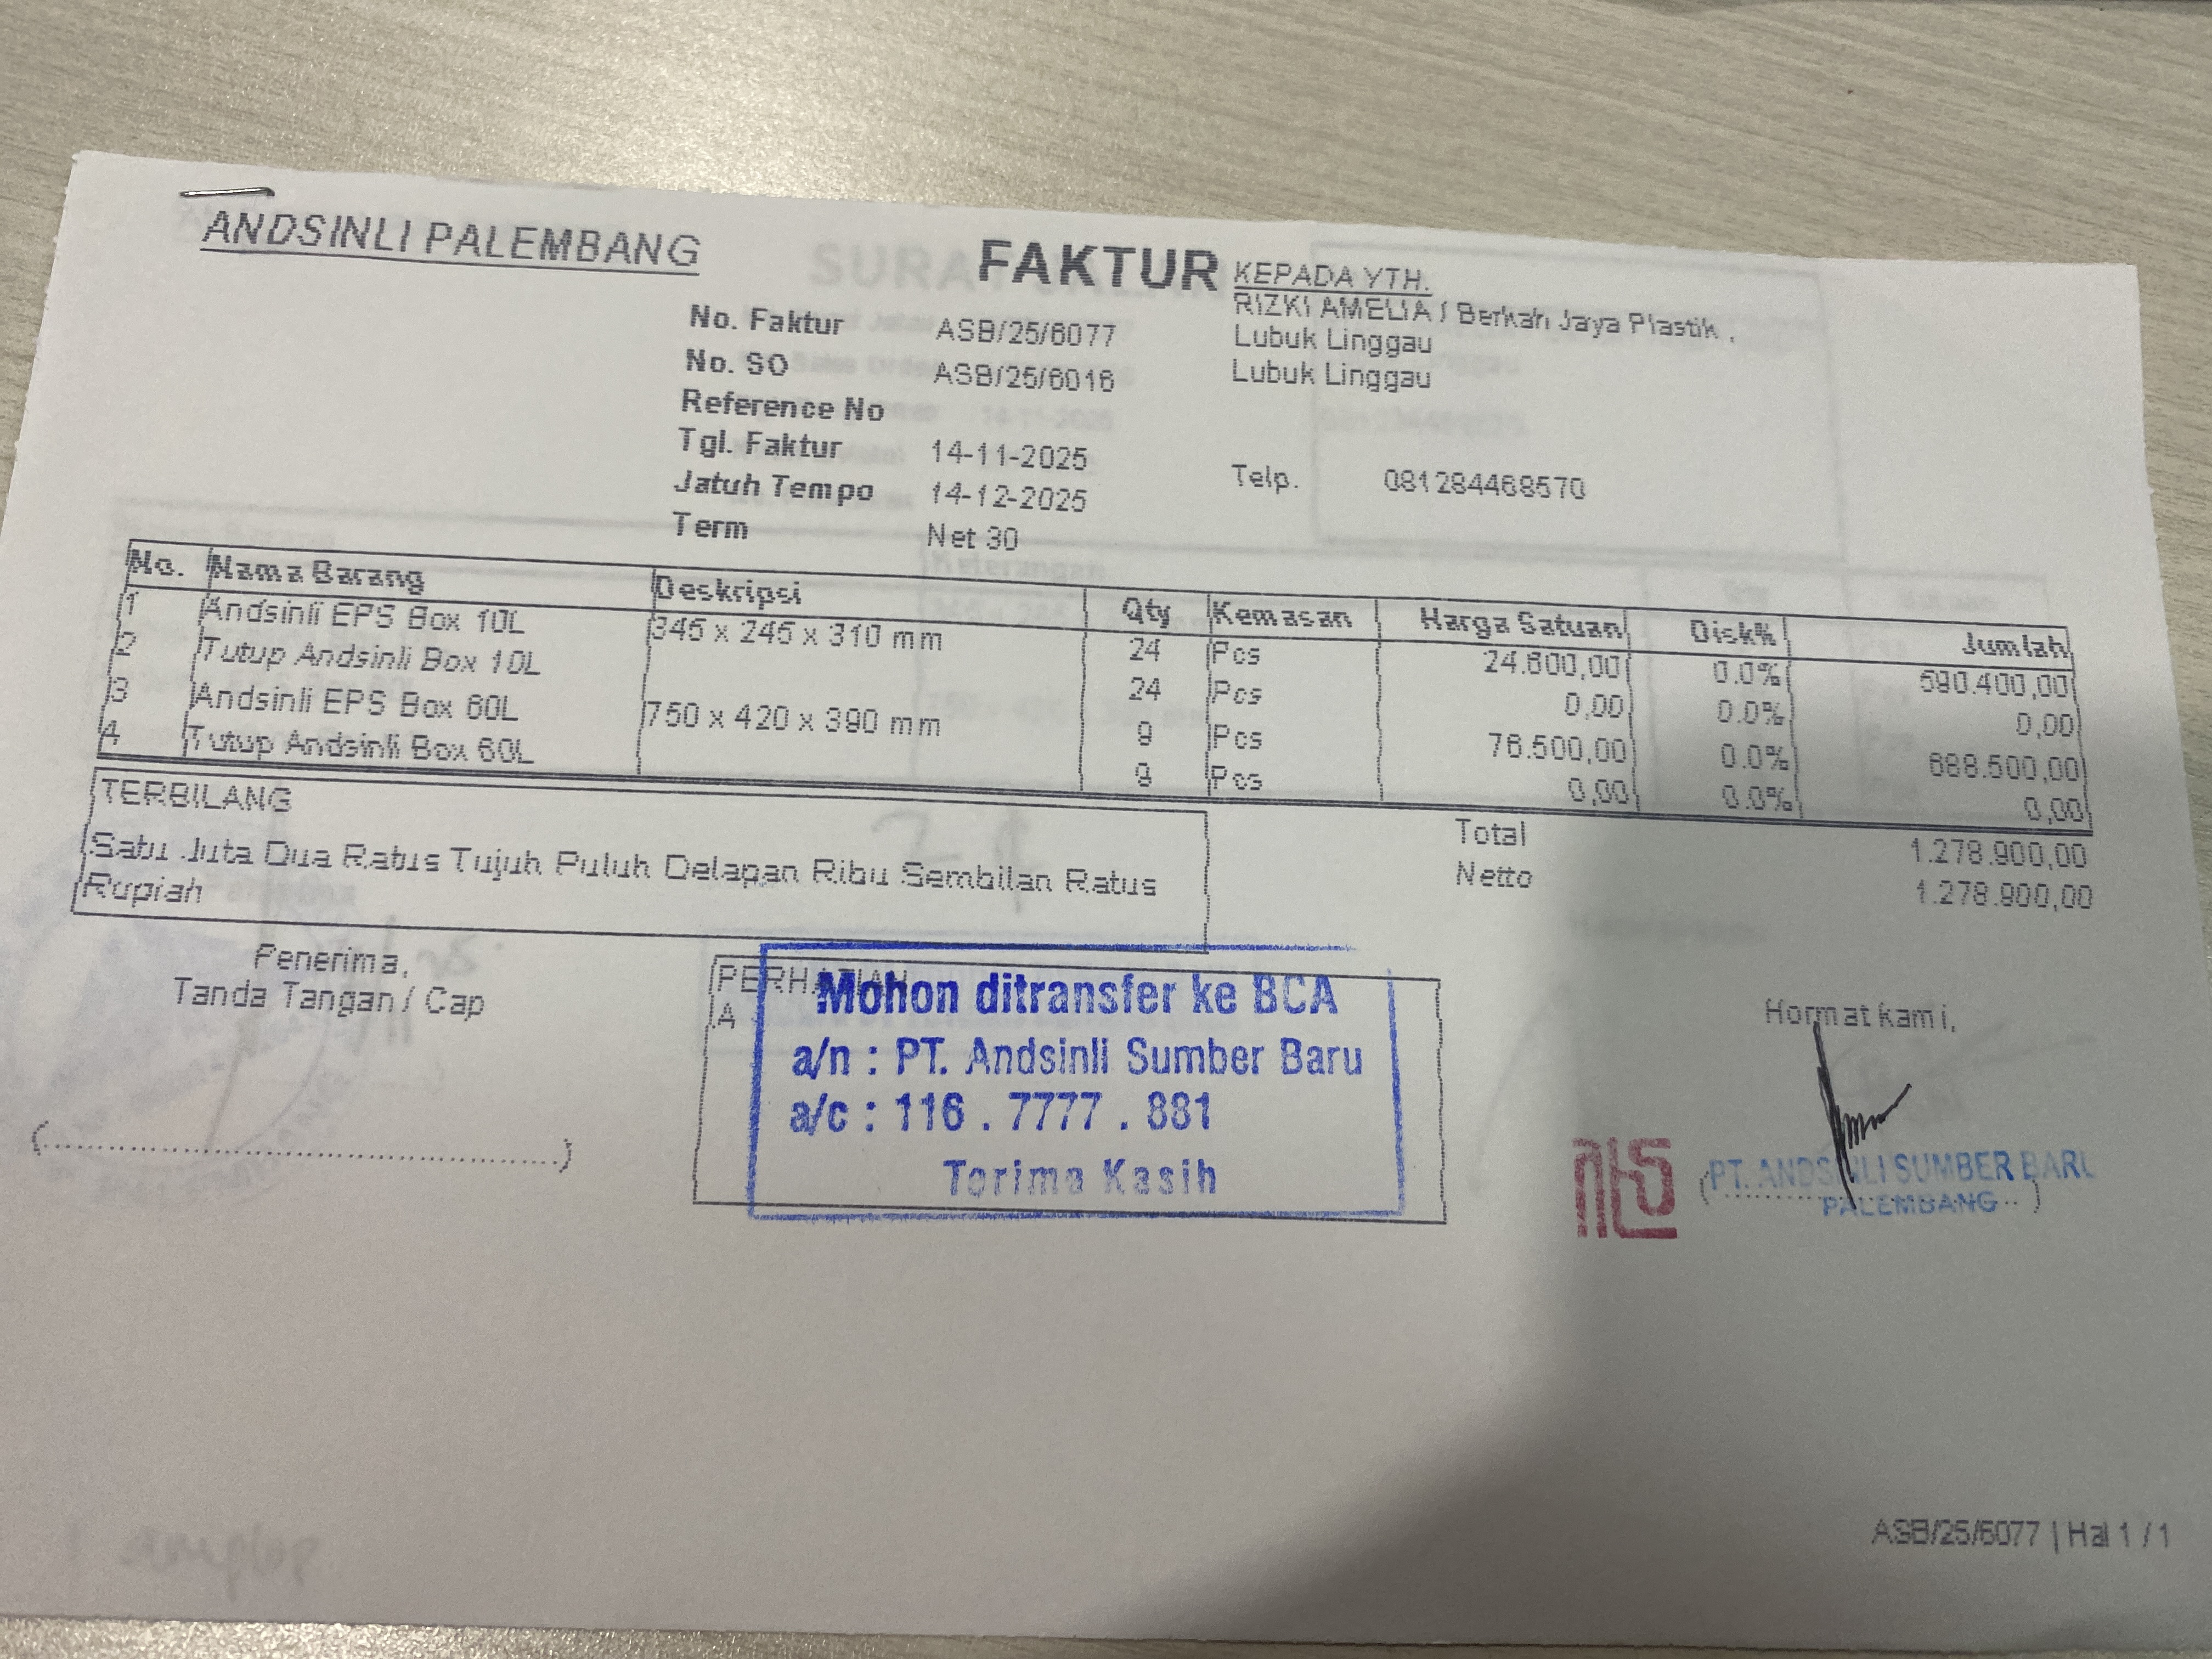 ANDSINLI PALEMBANG
FAKTUR
KEPADA YTH.
RIZKI AMELIA / Berkah Jaya Plastik ,
Lubuk Linggau
Lubuk Linggau
Telp. 081284468570
No. Faktur ASB/25/6077
No. SO ASB/25/6016
Reference No
Tgl. Faktur 14-11-2025
Jatuh Tempo 14-12-2025
Term Net 30
No. Nama Barang Deskripsi Qty Kemasan Harga Satuan Disk% Jumlah
1 Andsinli EPS Box 10L 345 x 245 x 310 mm 24 Pcs 24.600,00 0.0% 590.400,00
2 Tutup Andsinli Box 10L 24 Pcs 0,00 0.0% 0,00
3 Andsinli EPS Box 60L 750 x 420 x 390 mm 9 Pcs 76.500,00 0.0% 688.500,00
4 Tutup Andsinli Box 60L 9 Pcs 0,00 0.0% 0,00
TERBILANG
Satu Juta Dua Ratus Tujuh Puluh Delapan Ribu Sembilan Ratus
Rupiah
Total 1.278.900,00
Netto 1.278.900,00
Penerima,
Tanda Tangan / Cap
(..........)
PERHATIAN
A
Mohon ditransfer ke BCA
a/n : PT. Andsinli Sumber Baru
a/c : 116 . 7777 . 881
Terima Kasih
Hormat kami,
PT. ANDSINLI SUMBER BARU
PALEMBANG
ASB/25/6077 | Hal 1 / 1